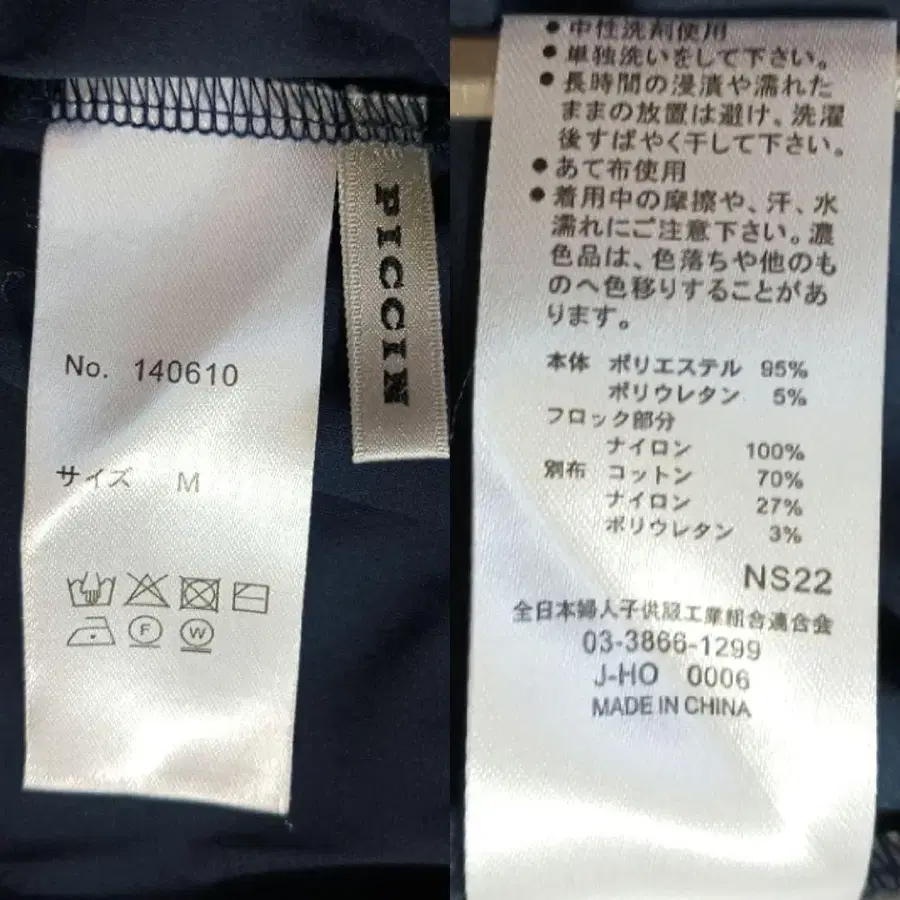 PICCIN
No. 140610
サイズ M
F W
● 中性洗剤使用
● 単独洗いをして下さい。
● 長時間の浸漬や濡れた
ままの放置は避け、洗濯
後すばやく干して下さい。
● あて布使用
● 着用中の摩擦や、汗、水
濡れにご注意下さい。濃
色品は、色落ちや他のも
のへ色移りすることがあ
ります。
本体 ポリエステル 95%
ポリウレタン 5%
フロック部分
ナイロン 100%
別布 コットン 70%
ナイロン 27%
ポリウレタン 3%
NS22
全日本婦人子供服工業組合連合会
03-3866-1299
J-HO 0006
MADE IN CHINA